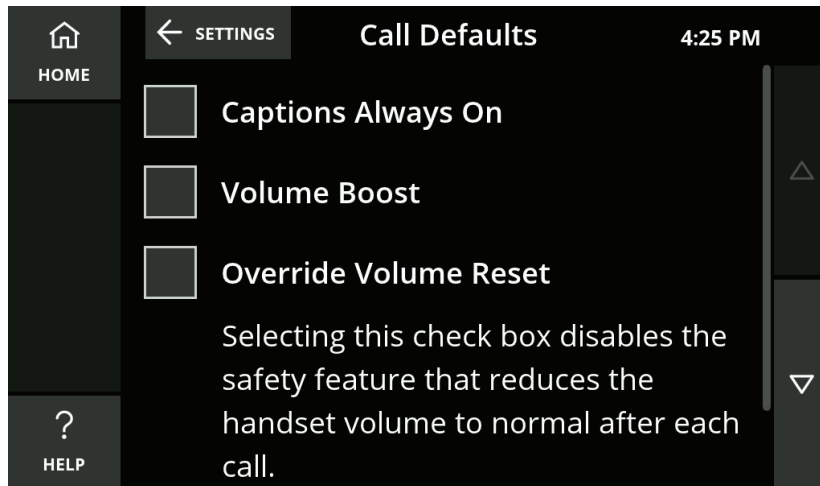 HOME
SETTINGS
Call Defaults
4:25 PM
Captions Always On
Volume Boost
Override Volume Reset
Selecting this check box disables the
safety feature that reduces the
handset volume to normal after each
call.
?
HELP